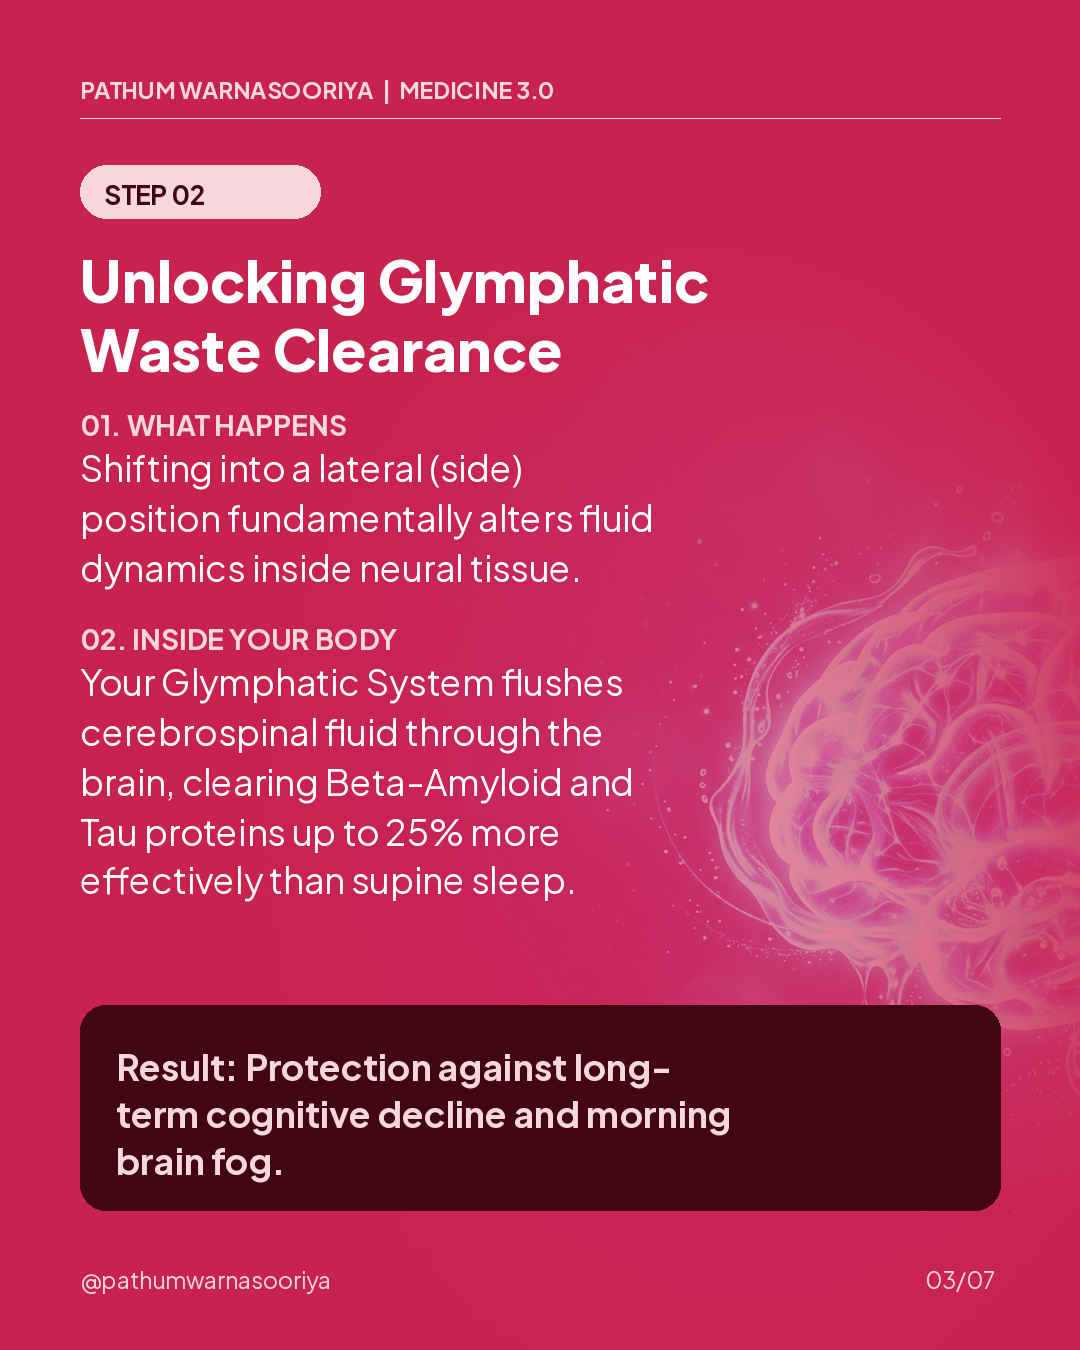 PATHUM WARNASOORIYA | MEDICINE 3.0
STEP 02
Unlocking Glymphatic
Waste Clearance
01. WHAT HAPPENS
Shifting into a lateral (side)
position fundamentally alters fluid
dynamics inside neural tissue.
02. INSIDE YOUR BODY
Your Glymphatic System flushes
cerebrospinal fluid through the
brain, clearing Beta-Amyloid and
Tau proteins up to 25% more
effectively than supine sleep.
Result: Protection against long-
term cognitive decline and morning
brain fog.
@pathumwarnasooriya
03/07